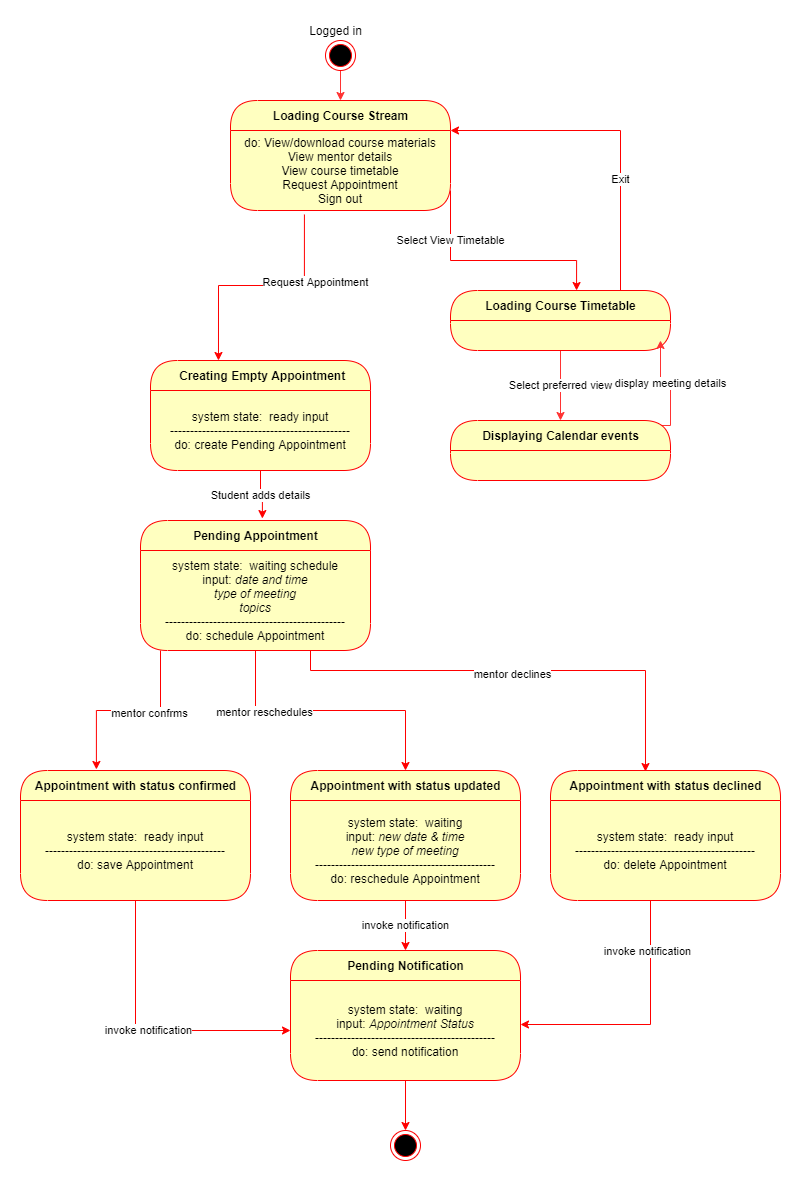 Logged in
Loading Course Stream
do: View/download course materials
View mentor details
View course timetable
Request Appointment
Sign out
Exit
Select View Timetable
Request Appointment
Loading Course Timetable
Creating Empty Appointment
system state:  ready input
---------------------------------------------
do: create Pending Appointment
Select preferred view
display meeting details
Displaying Calendar events
Student adds details
Pending Appointment
system state:  waiting schedule
input: date and time
type of meeting
topics
---------------------------------------------
do: schedule Appointment
mentor declines
mentor confrms
mentor reschedules
Appointment with status confirmed
system state:  ready input
---------------------------------------------
do: save Appointment
Appointment with status updated
system state:  waiting
input: new date & time
new type of meeting
---------------------------------------------
do: reschedule Appointment
Appointment with status declined
system state:  ready input
---------------------------------------------
do: delete Appointment
invoke notification
invoke notification
invoke notification
Pending Notification
system state:  waiting
input: Appointment Status
---------------------------------------------
do: send notification